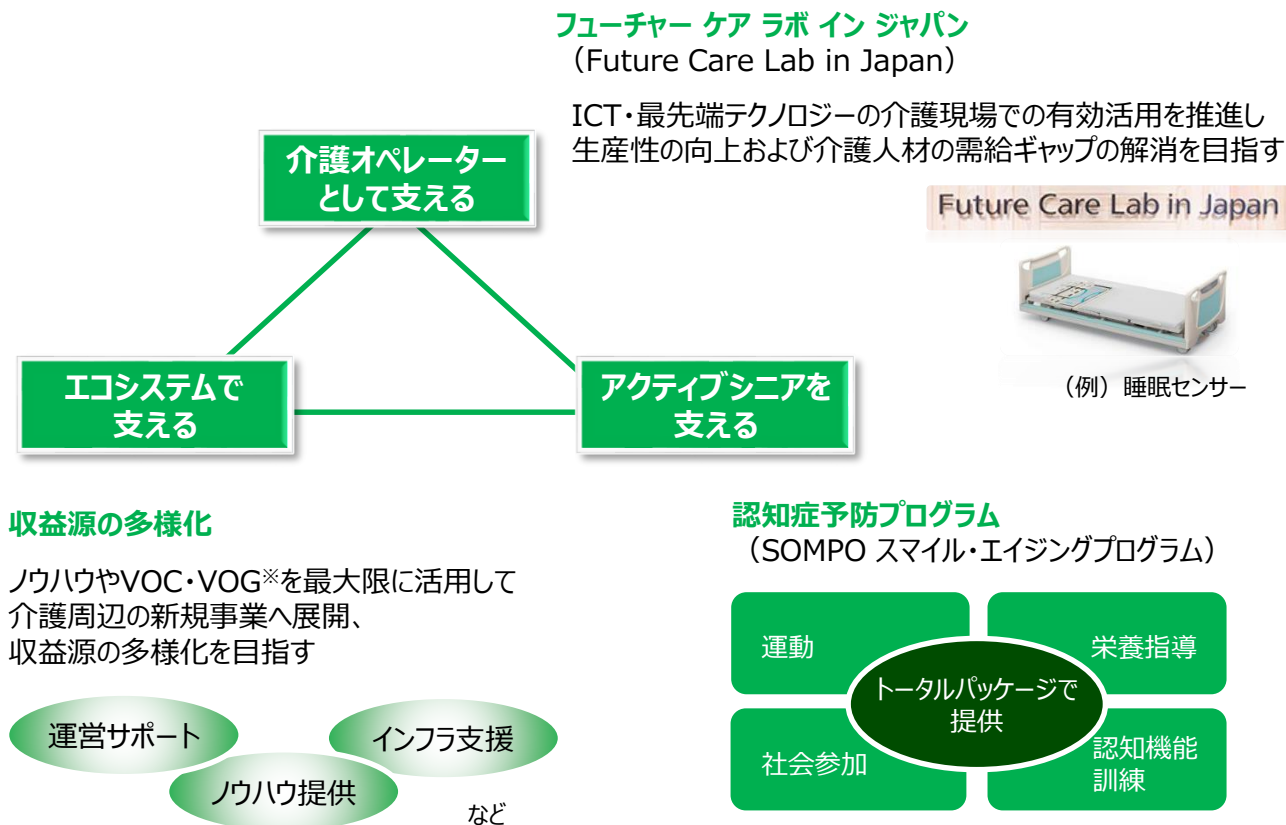 フューチャー ケア ラボ イン ジャパン
（Future Care Lab in Japan）
ICT・最先端テクノロジーの介護現場での有効活用を推進し
生産性の向上および介護人材の需給ギャップの解消を目指す
Future Care Lab in Japan
（例）睡眠センサー
介護オペレーター
として支える
エコシステムで
支える
アクティブシニアを
支える
収益源の多様化
ノウハウやVOC・VOG※を最大限に活用して
介護周辺の新規事業へ展開、
収益源の多様化を目指す
運営サポート
インフラ支援
ノウハウ提供
など
認知症予防プログラム
（SOMPO スマイル・エイジングプログラム）
運動
栄養指導
トータルパッケージで
提供
社会参加
認知機能
訓練